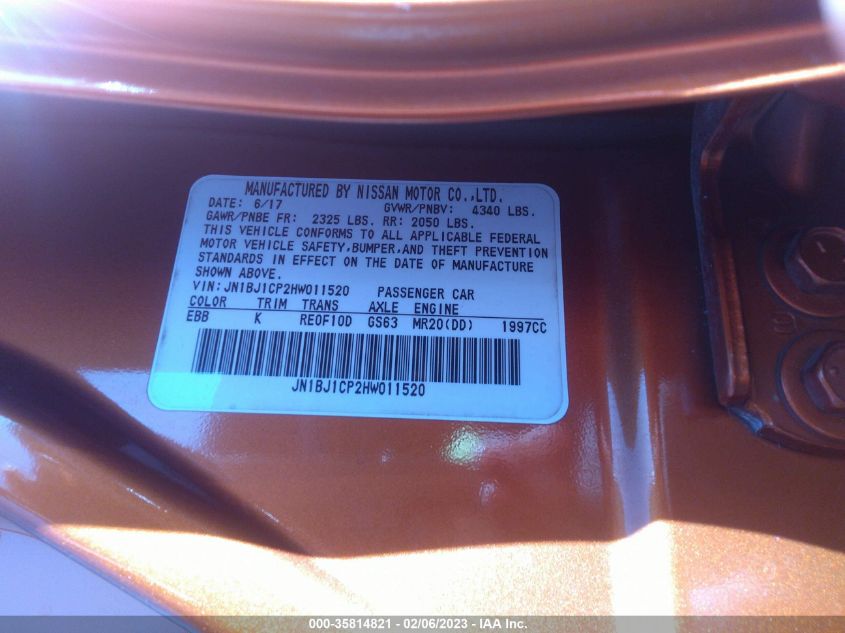 MANUFACTURED BY NISSAN MOTOR CO.,LTD.
DATE: 6/17 GVWR/PNBV: 4340 LBS.
GAWR/PNBE FR: 2325 LBS. RR: 2050 LBS.
THIS VEHICLE CONFORMS TO ALL APPLICABLE FEDERAL
MOTOR VEHICLE SAFETY,BUMPER,AND THEFT PREVENTION
STANDARDS IN EFFECT ON THE DATE OF MANUFACTURE
SHOWN ABOVE.
VIN:JN1BJ1CP2HW011520 PASSENGER CAR
COLOR TRIM TRANS AXLE ENGINE
EBB K RE0F10D GS63 MR20(DD) 1997CC
JN1BJ1CP2HW011520
000-35814821 - 02/06/2023 - IAA Inc.